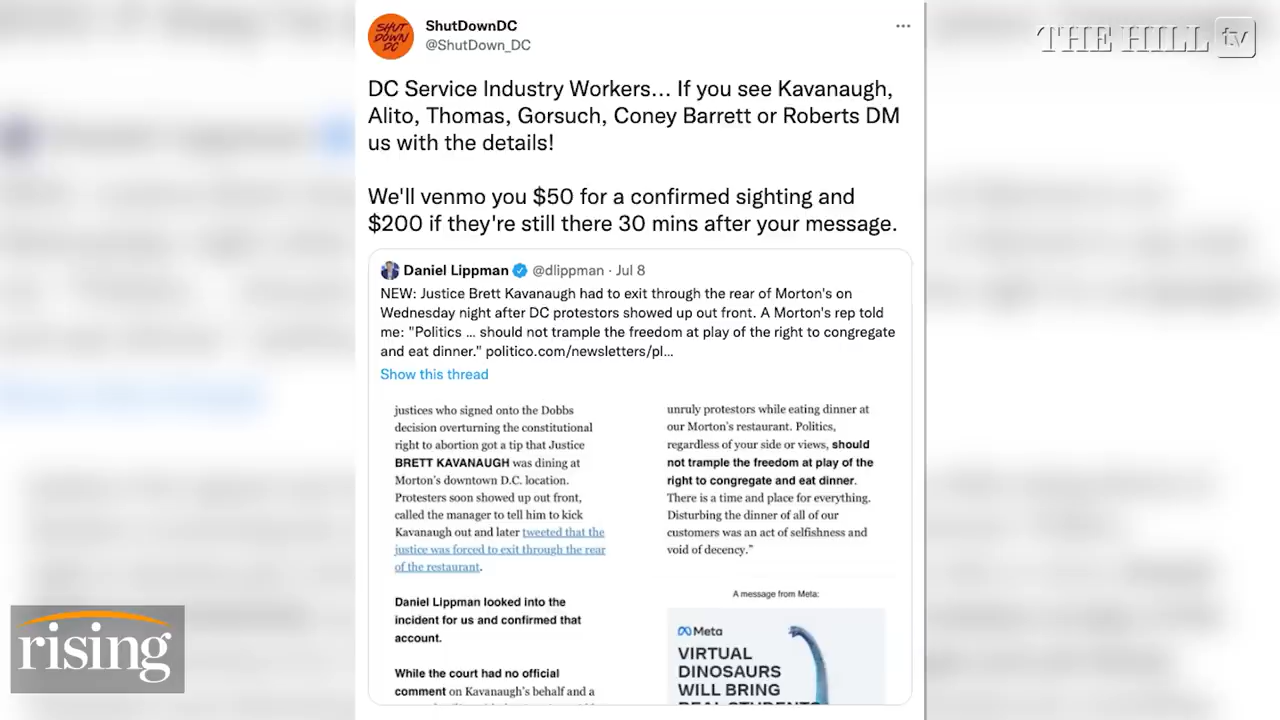 SHUT
DOWN
DC
ShutDownDC
@ShutDown_DC
THE HILL tv
DC Service Industry Workers... If you see Kavanaugh,
Alito, Thomas, Gorsuch, Coney Barrett or Roberts DM
us with the details!
We'll venmo you $50 for a confirmed sighting and
$200 if they're still there 30 mins after your message.
Daniel Lippman @dlippman · Jul 8
NEW: Justice Brett Kavanaugh had to exit through the rear of Morton's on
Wednesday night after DC protestors showed up out front. A Morton's rep told
me: "Politics ... should not trample the freedom at play of the right to congregate
and eat dinner." politico.com/newsletters/pl...
Show this thread
justices who signed onto the Dobbs
decision overturning the constitutional
right to abortion got a tip that Justice
BRETT KAVANAUGH was dining at
Morton's downtown D.C. location.
Protesters soon showed up out front,
called the manager to tell him to kick
Kavanaugh out and later tweeted that the
justice was forced to exit through the rear
of the restaurant.
Daniel Lippman looked into the
incident for us and confirmed that
account.
While the court had no official
comment on Kavanaugh's behalf and a
unruly protestors while eating dinner at
our Morton's restaurant. Politics,
regardless of your side or views, should
not trample the freedom at play of the
right to congregate and eat dinner.
There is a time and place for everything.
Disturbing the dinner of all of our
customers was an act of selfishness and
void of decency."
A message from Meta:
Meta
VIRTUAL
DINOSAURS
WILL BRING
REAL STUDENTS
rising